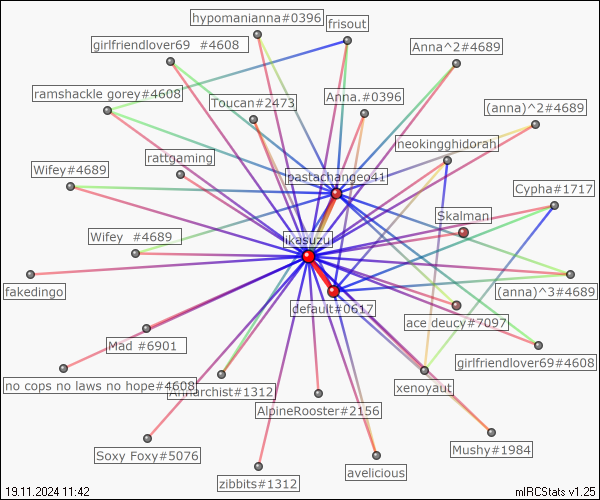 hypomanianna#0396
frisout
girlfriendlover69 #4608
Anna^2#4689
ramshackle gorey#4608
Toucan#2473
Anna.#0396
(anna)^2#4689
neokingghidorah
rattgaming
Wifey#4689
pastachangeo41
Cypha#1717
Skalman
Wifey #4689
ikasuzu
fakedingo
(anna)^3#4689
default#0617
ace deucy#7097
Mad #6901
girlfriendlover69#4608
no cops no laws no hope#4608
Annarchist#1312
xenoyaut
AlpineRooster#2156
Mushy#1984
Soxy Foxy#5076
avelicious
zibbits#1312
19.11.2024 11:42
mIRCStats v1.25